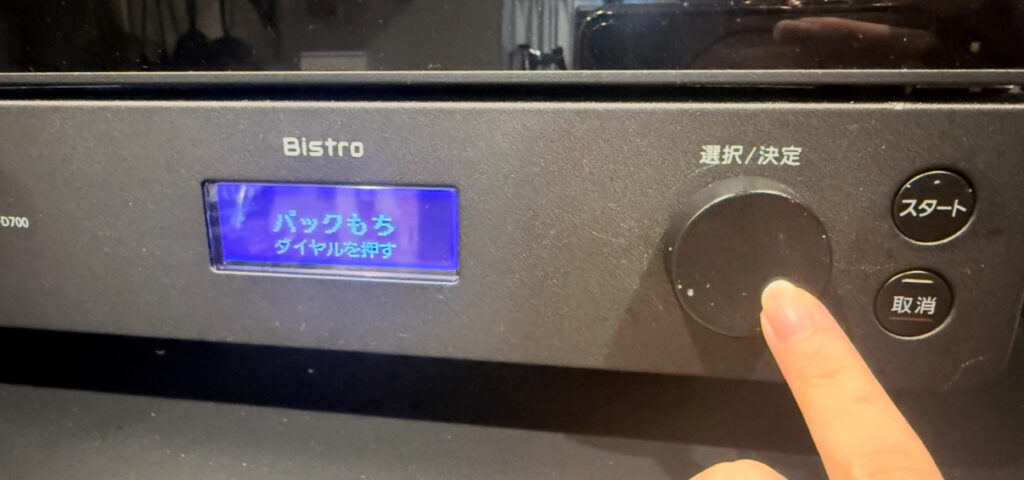 Bistro
選択/決定
-D700
パックもち
ダイヤルを押す
スタート
取消